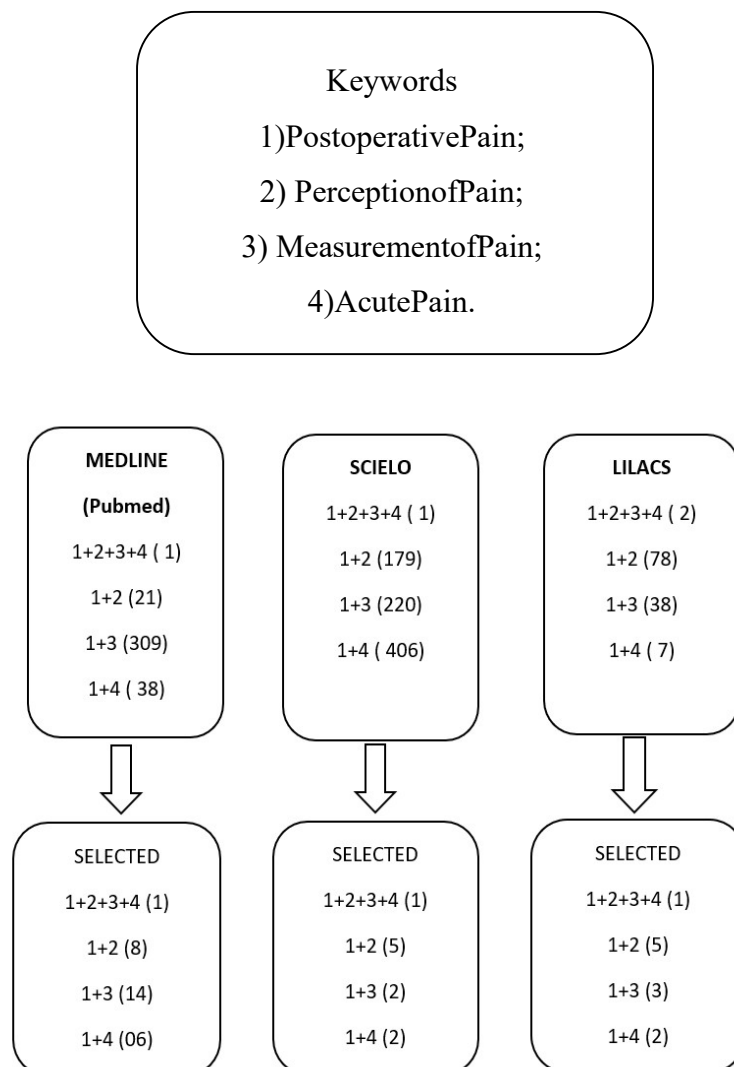 Keywords
1)PostoperativePain;
2) PerceptionofPain;
3) MeasurementofPain;
4)AcutePain.
MEDLINE
(Pubmed)
1+2+3+4 ( 1)
1+2 (21)
1+3 (309)
1+4 ( 38)
SCIELO
1+2+3+4 ( 1)
1+2 (179)
1+3 (220)
1+4 ( 406)
LILACS
1+2+3+4 ( 2)
1+2 (78)
1+3 (38)
1+4 ( 7)
SELECTED
1+2+3+4 (1)
1+2 (8)
1+3 (14)
1+4 (06)
SELECTED
1+2+3+4 (1)
1+2 (5)
1+3 (2)
1+4 (2)
SELECTED
1+2+3+4 (1)
1+2 (5)
1+3 (3)
1+4 (2)